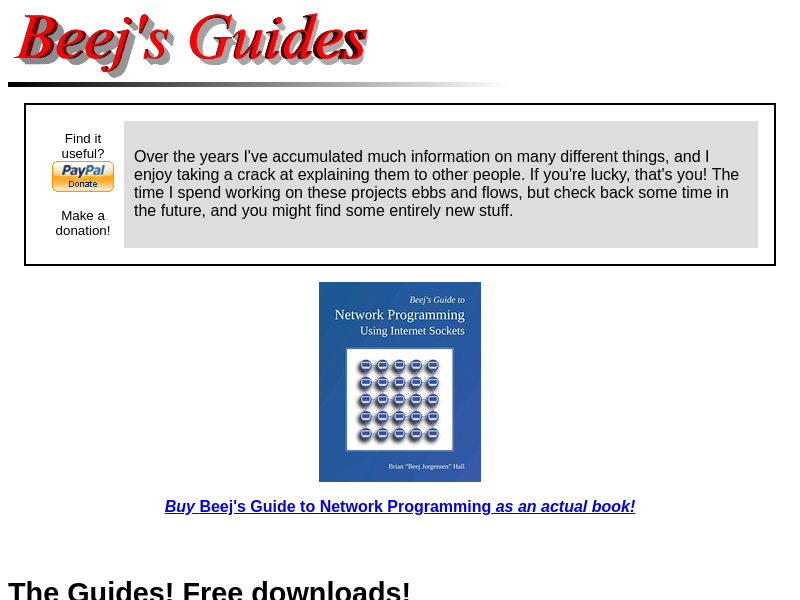 Beej's Guides
Find it
useful?
PayPal
Donate
Make a
donation!
Over the years I've accumulated much information on many different things, and I
enjoy taking a crack at explaining them to other people. If you're lucky, that's you! The
time I spend working on these projects ebbs and flows, but check back some time in
the future, and you might find some entirely new stuff.
Beej's Guide to
Network Programming
Using Internet Sockets
Brian “Beej Jorgensen” Hall
Buy Beej's Guide to Network Programming as an actual book!
The Guides! Free downloads!